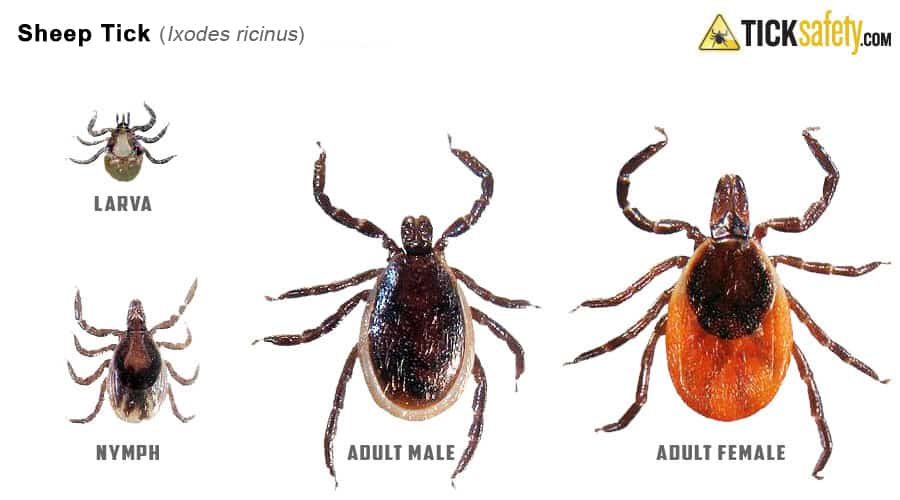 Sheep Tick (Ixodes ricinus)
TICKsafety.COM
LARVA
NYMPH
ADULT MALE
ADULT FEMALE